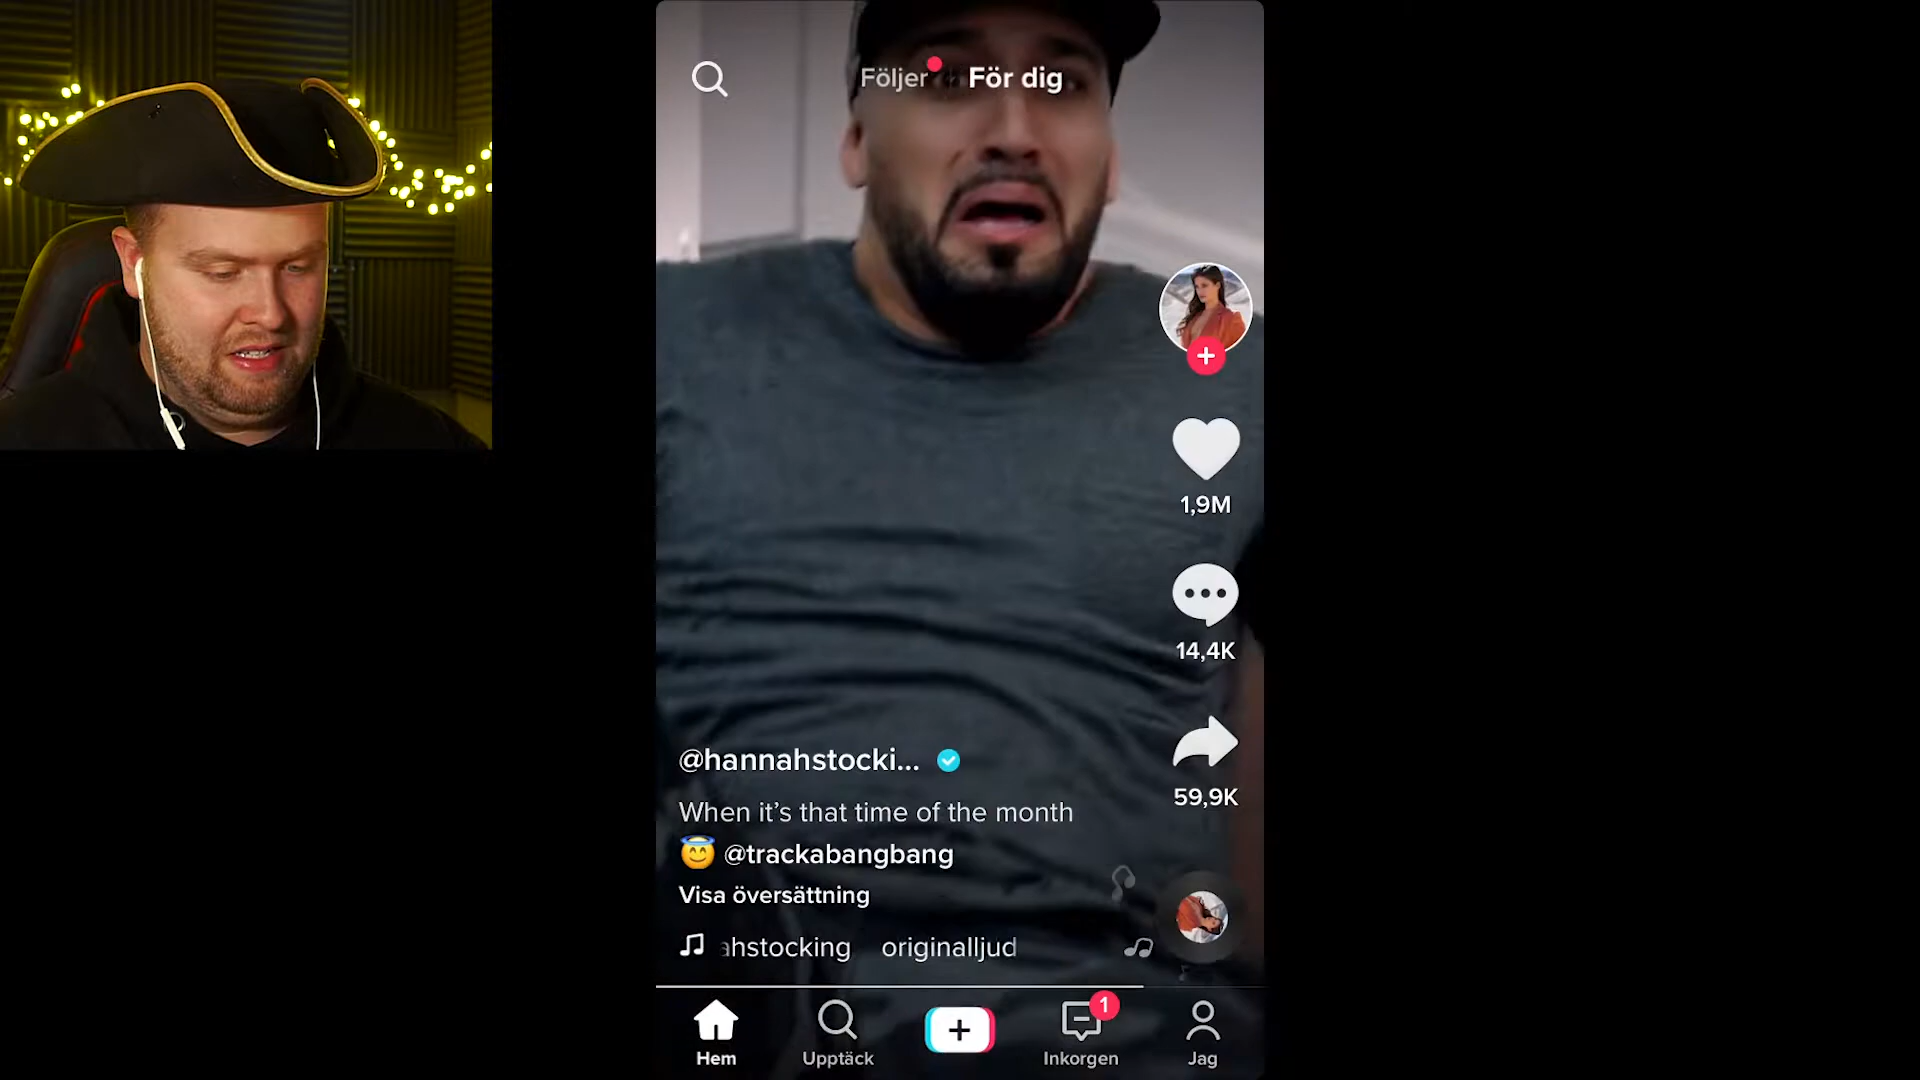 Följer För dig
1,9M
14,4K
59,9K
@hannahstocki...
When it’s that time of the month
😇 @trackabangbang
Visa översättning
ahstocking originalljud
1
Hem Upptäck Inkorgen Jag